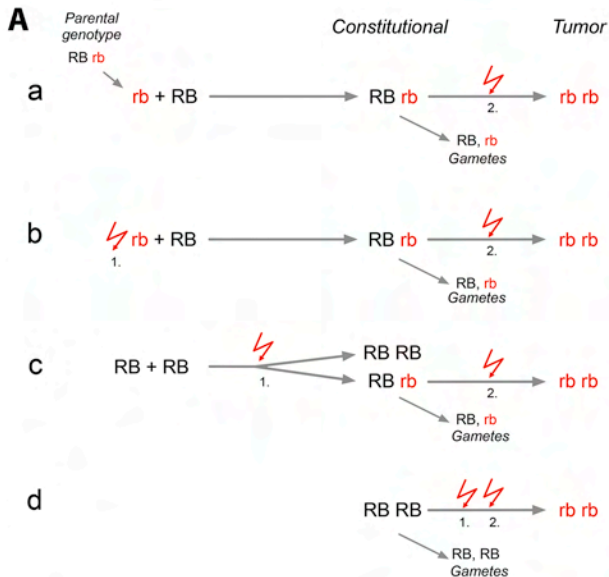 A
Parental
genotype
Constitutional
Tumor
RB rb
a
rb + RB
RB rb
2.
rb rb
RB, rb
Gametes
b
1.
rb + RB
RB rb
2.
rb rb
RB, rb
Gametes
c
RB + RB
1.
RB RB
RB rb
2.
rb rb
RB, rb
Gametes
d
RB RB
1.
2.
rb rb
RB, RB
Gametes